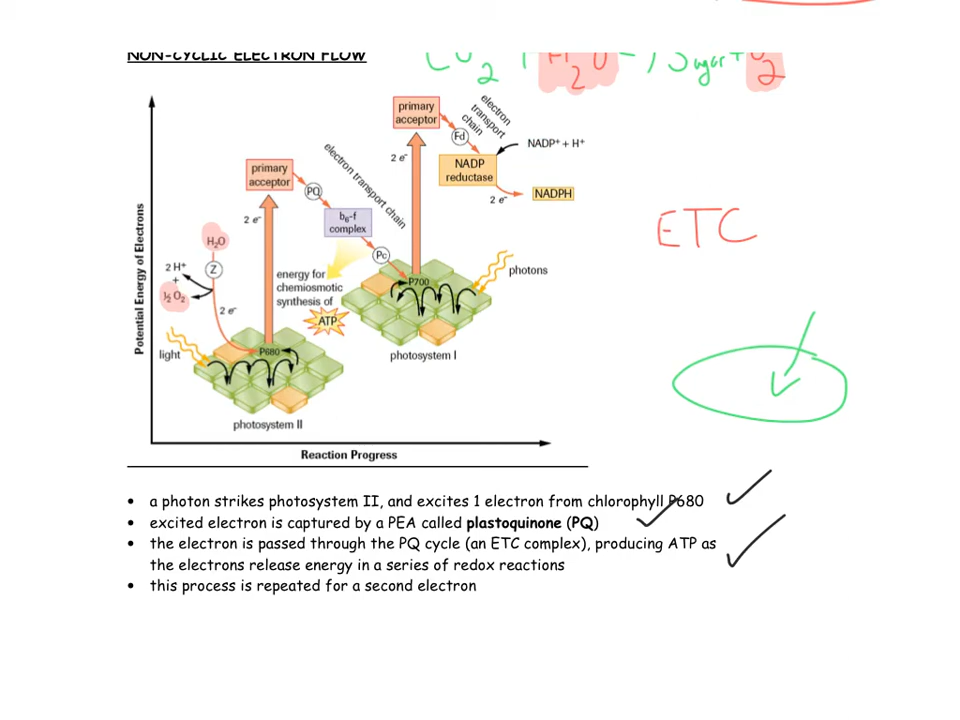 NON-CYCLIC ELECTRON FLOW
CO2 + H2O → Sugar + O2
primary
acceptor
electron
transport
chain
Fd
NADP+ + H+
2 e-
NADP
reductase
2 e-
NADPH
electron transport chain
primary
acceptor
PQ
b6-f
complex
2 e-
Pc
H2O
ETC
2 H+
+
½ O2
Z
energy for
chemiosmotic
synthesis of
ATP
P700
photons
2 e-
light
P680
photosystem I
photosystem II
Potential Energy of Electrons
Reaction Progress
• a photon strikes photosystem II, and excites 1 electron from chlorophyll P680
• excited electron is captured by a PEA called plastoquinone (PQ)
• the electron is passed through the PQ cycle (an ETC complex), producing ATP as
the electrons release energy in a series of redox reactions
• this process is repeated for a second electron